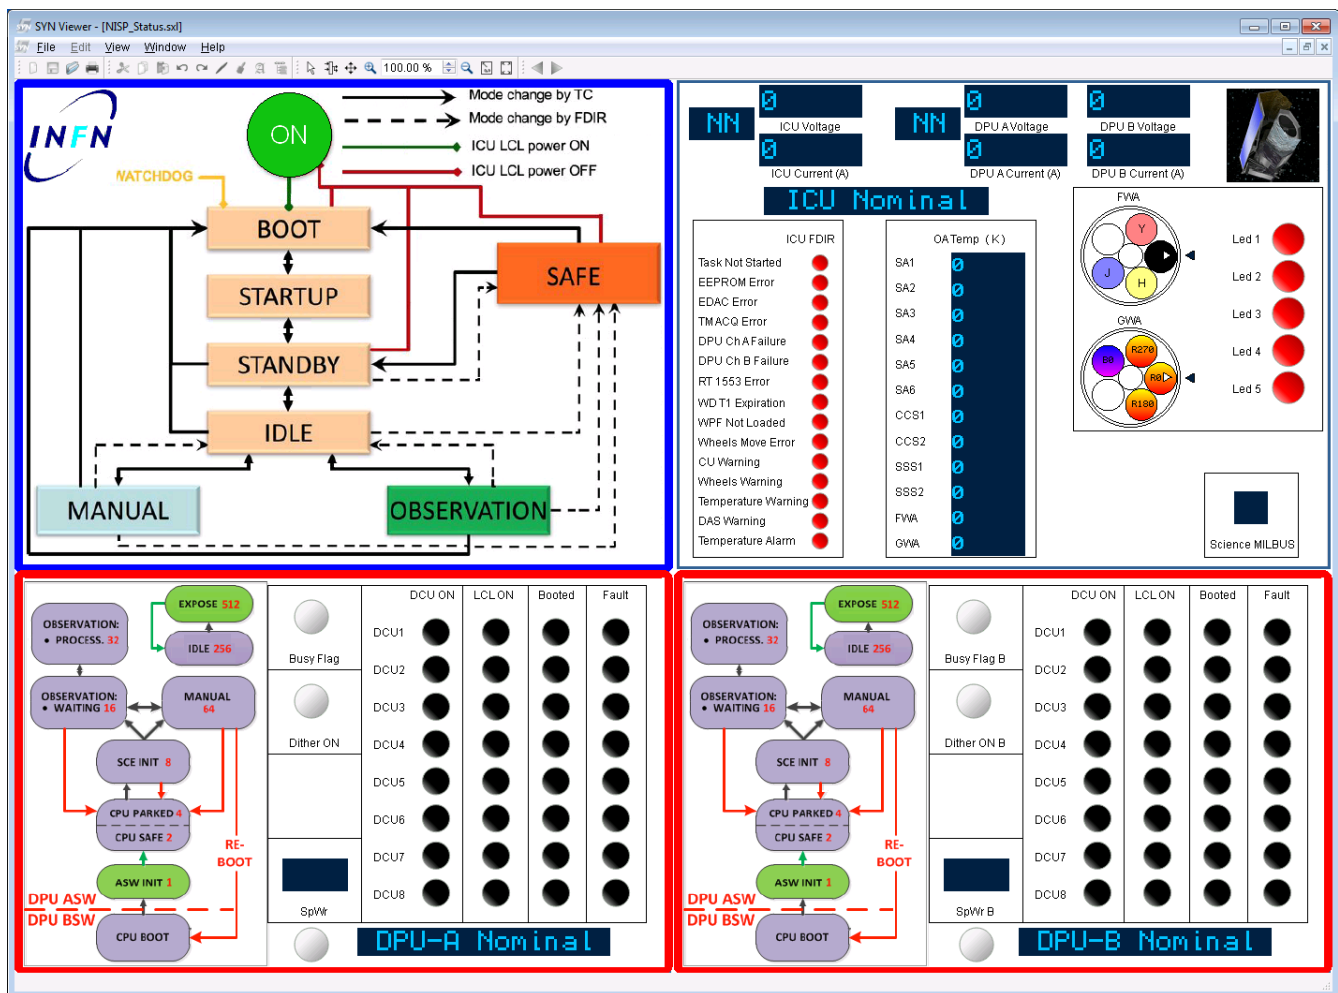 SYN Viewer - [NISP_Status.sxl]
File Edit View Window Help
100.00 %
INFN
ON
Mode change by TC
Mode change by FDIR
ICU LCL power ON
ICU LCL power OFF
WATCHDOG
BOOT
STARTUP
STANDBY
IDLE
SAFE
MANUAL
OBSERVATION
NN
0
ICU Voltage
0
ICU Current (A)
NN
0
DPU A Voltage
0
DPU A Current (A)
0
DPU B Voltage
0
DPU B Current (A)
ICU Nominal
ICU FDIR
Task Not Started
EEPROM Error
EDAC Error
TM ACQ Error
DPU Ch A Failure
DPU Ch B Failure
RT 1553 Error
WD T1 Expiration
WPF Not Loaded
Wheels Move Error
CU Warning
Wheels Warning
Temperature Warning
DAS Warning
Temperature Alarm
OA Temp ( K )
SA1 0
SA2 0
SA3 0
SA4 0
SA5 0
SA6 0
CCS1 0
CCS2 0
SSS1 0
SSS2 0
FWA 0
GWA 0
FWA
Y
J
H
GWA
B0
R270
R0
R180
Led 1
Led 2
Led 3
Led 4
Led 5
Science MILBUS
EXPOSE 512
IDLE 256
OBSERVATION:
• PROCESS. 32
OBSERVATION:
• WAITING 16
MANUAL
64
SCE INIT 8
CPU PARKED 4
CPU SAFE 2
RE-
BOOT
ASW INIT 1
DPU ASW
DPU BSW
CPU BOOT
Busy Flag
Dither ON
SpWr
DCU ON LCL ON Booted Fault
DCU1
DCU2
DCU3
DCU4
DCU5
DCU6
DCU7
DCU8
DPU-A Nominal
EXPOSE 512
IDLE 256
OBSERVATION:
• PROCESS. 32
OBSERVATION:
• WAITING 16
MANUAL
64
SCE INIT 8
CPU PARKED 4
CPU SAFE 2
RE-
BOOT
ASW INIT 1
DPU ASW
DPU BSW
CPU BOOT
Busy Flag B
Dither ON B
SpWr B
DCU ON LCL ON Booted Fault
DCU1
DCU2
DCU3
DCU4
DCU5
DCU6
DCU7
DCU8
DPU-B Nominal